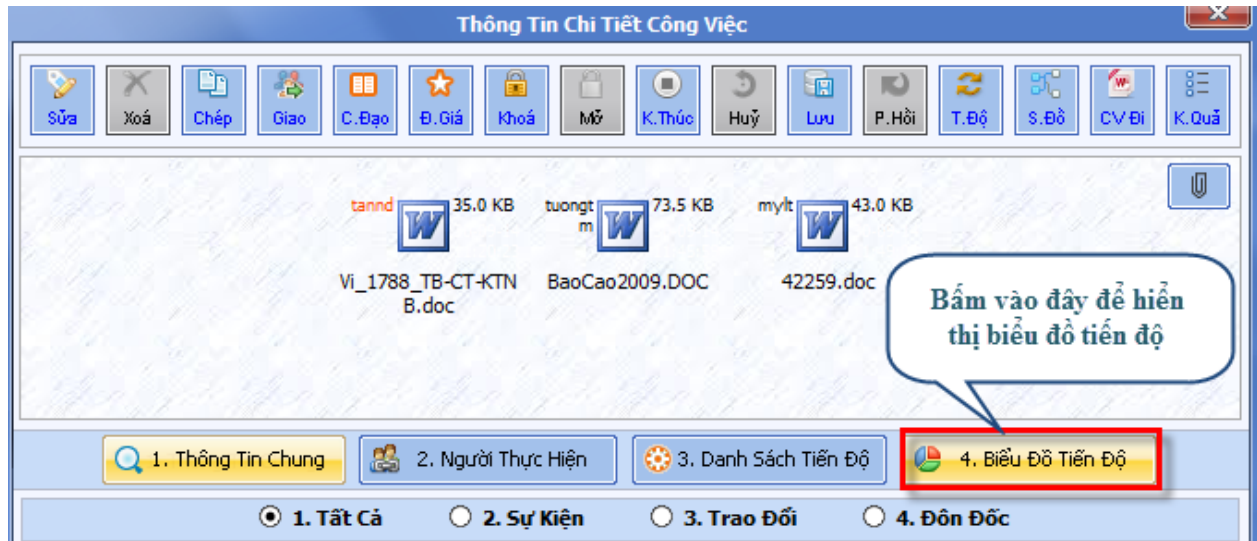 Thông Tin Chi Tiết Công Việc
Sửa Xoá Chép Giao C.Đạo Đ.Giá Khoá Mở K.Thúc Huỷ Lưu P.Hồi T.Độ S.Đồ CV Đi K.Quả
tannd 35.0 KB tuongt 73.5 KB mylt 43.0 KB
m
Vi_1788_TB-CT-KTN BaoCao2009.DOC 42259.doc
B.doc
Bấm vào đây để hiển
thị biểu đồ tiến độ
1. Thông Tin Chung 2. Người Thực Hiện 3. Danh Sách Tiến Độ 4. Biểu Đồ Tiến Độ
1. Tất Cả 2. Sự Kiện 3. Trao Đổi 4. Đôn Đốc